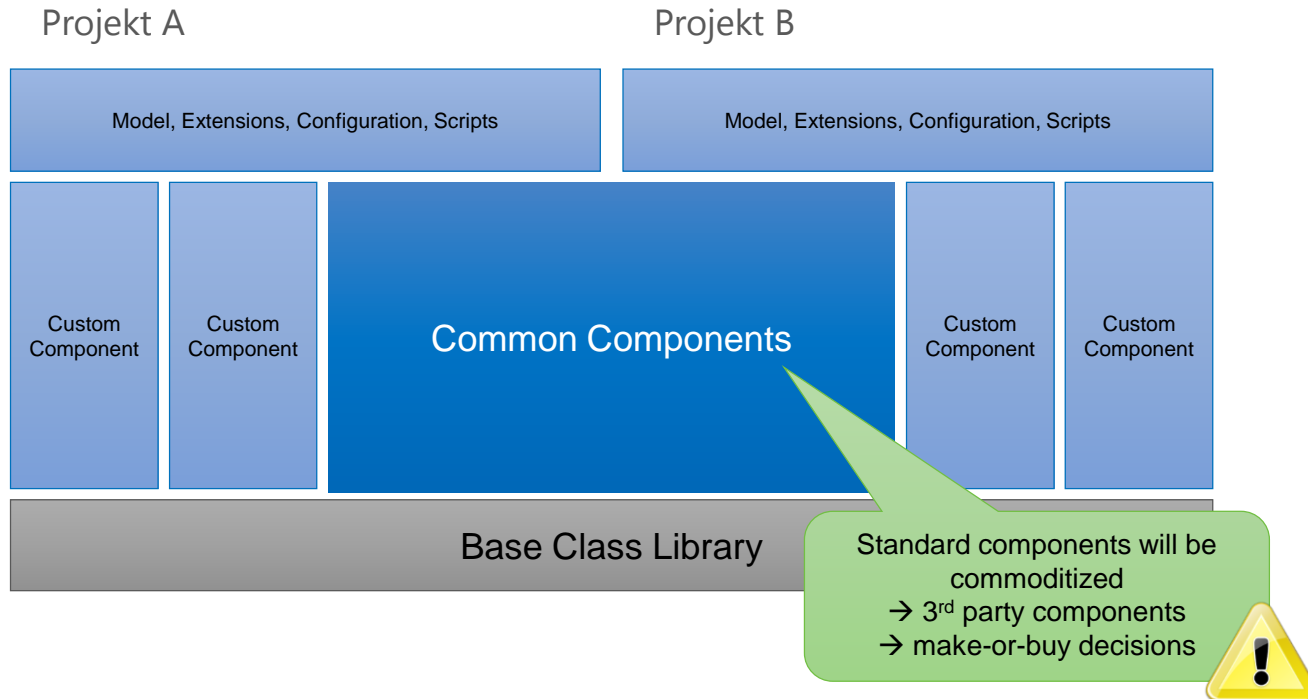 Projekt A
Projekt B
Model, Extensions, Configuration, Scripts
Model, Extensions, Configuration, Scripts
Custom
Component
Custom
Component
Common Components
Custom
Component
Custom
Component
Base Class Library
Standard components will be
commoditized
→ 3rd party components
→ make-or-buy decisions
!